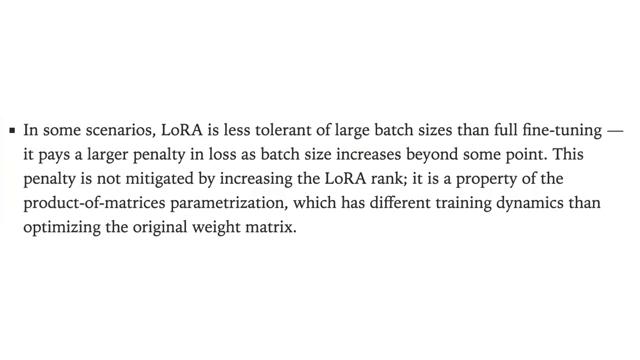 ▪ In some scenarios, LoRA is less tolerant of large batch sizes than full fine-tuning —
it pays a larger penalty in loss as batch size increases beyond some point. This
penalty is not mitigated by increasing the LoRA rank; it is a property of the
product-of-matrices parametrization, which has different training dynamics than
optimizing the original weight matrix.